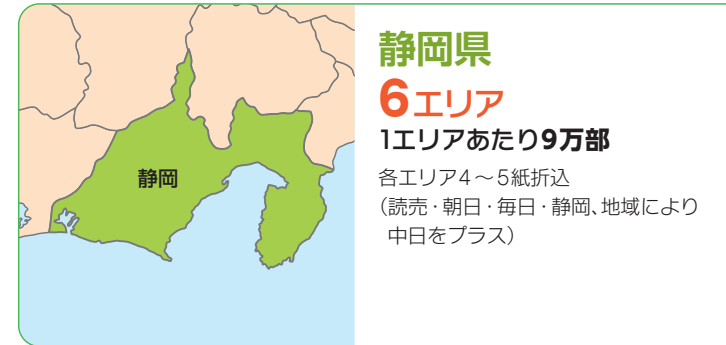 静岡
静岡県
6エリア
1エリアあたり9万部
各エリア4～5紙折込
（読売・朝日・毎日・静岡、地域により
中日をプラス）